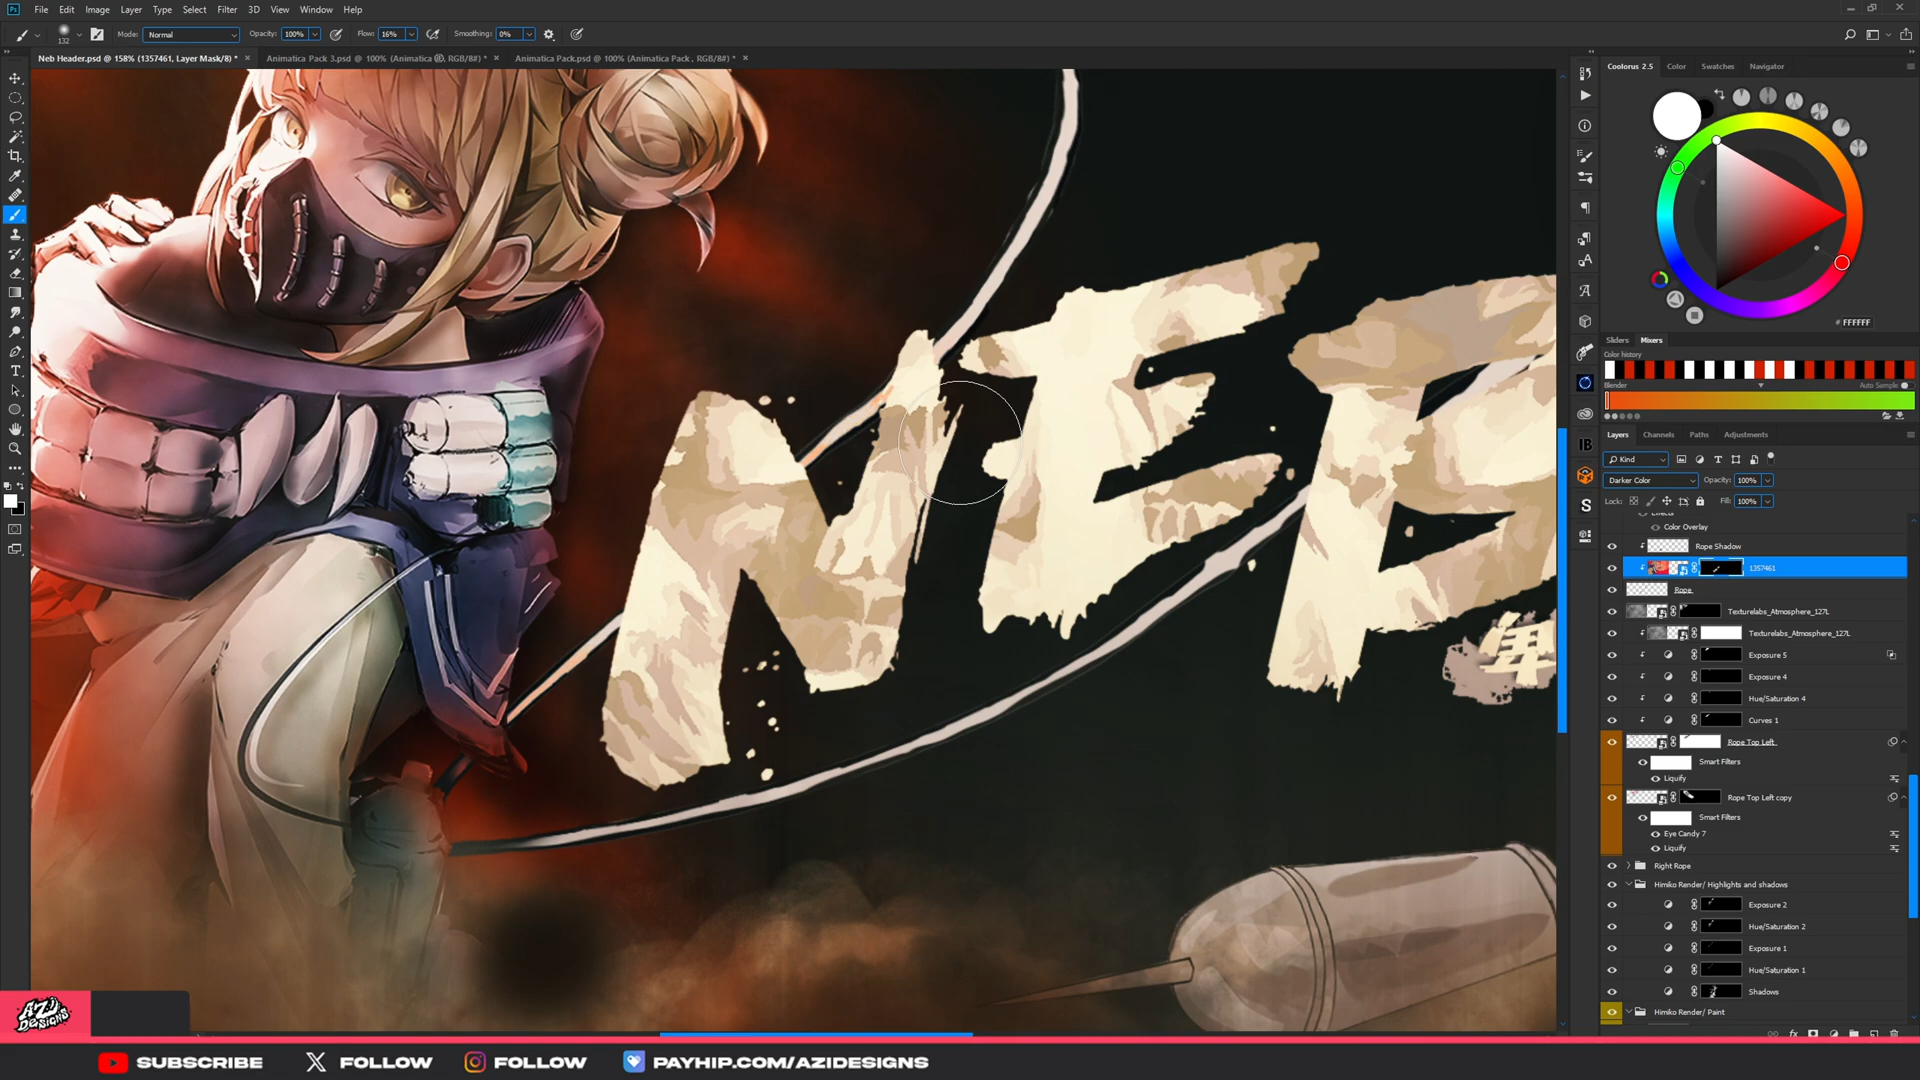 Ps File Edit Image Layer Type Select Filter 3D View Window Help
132 Mode: Normal Opacity: 100% Flow: 16% Smoothing: 0%
Neb Header.psd @ 158% (1357461, Layer Mask/8) * × Animatica Pack 3.psd @ 100% (Animatica @, RGB/8#) * × Animatica Pack.psd @ 100% (Animatica Pack , RGB/8#) * ×
Coolorus 2.5 Color Swatches Navigator
# FFFFFF
Sliders Mixers
Color history
Blender Auto Sample
Layers Channels Paths Adjustments
Kind
Darker Color Opacity: 100%
Lock: Fill: 100%
Effects
Color Overlay
Rope Shadow
1357461
Rope
Texturelabs_Atmosphere_127L
Texturelabs_Atmosphere_127L
Exposure 5
Exposure 4
Hue/Saturation 4
Curves 1
Rope Top Left
Smart Filters
Liquify
Rope Top Left copy
Smart Filters
Eye Candy 7
Liquify
Right Rope
Himiko Render/ Highlights and shadows
Exposure 2
Hue/Saturation 2
Exposure 1
Hue/Saturation 1
Shadows
Himiko Render/ Paint
NEB
AZI DESIGNS
SUBSCRIBE FOLLOW FOLLOW PAYHIP.COM/AZIDESIGNS